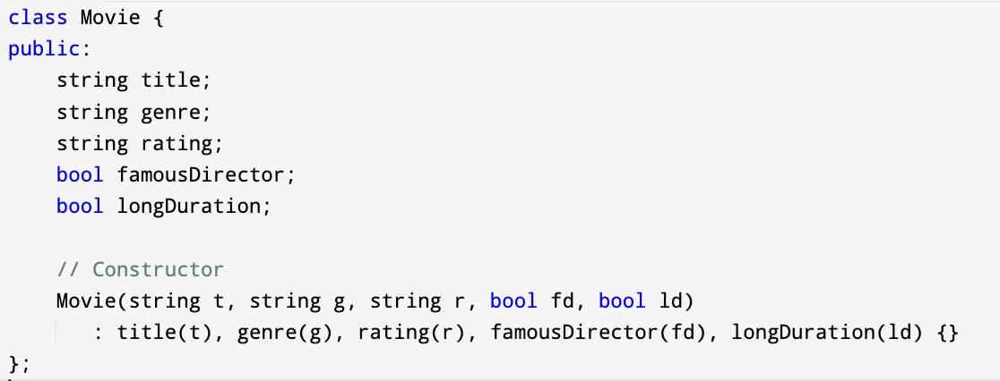 class Movie {
public:
    string title;
    string genre;
    string rating;
    bool famousDirector;
    bool longDuration;

    // Constructor
    Movie(string t, string g, string r, bool fd, bool ld)
       : title(t), genre(g), rating(r), famousDirector(fd), longDuration(ld) {}
};